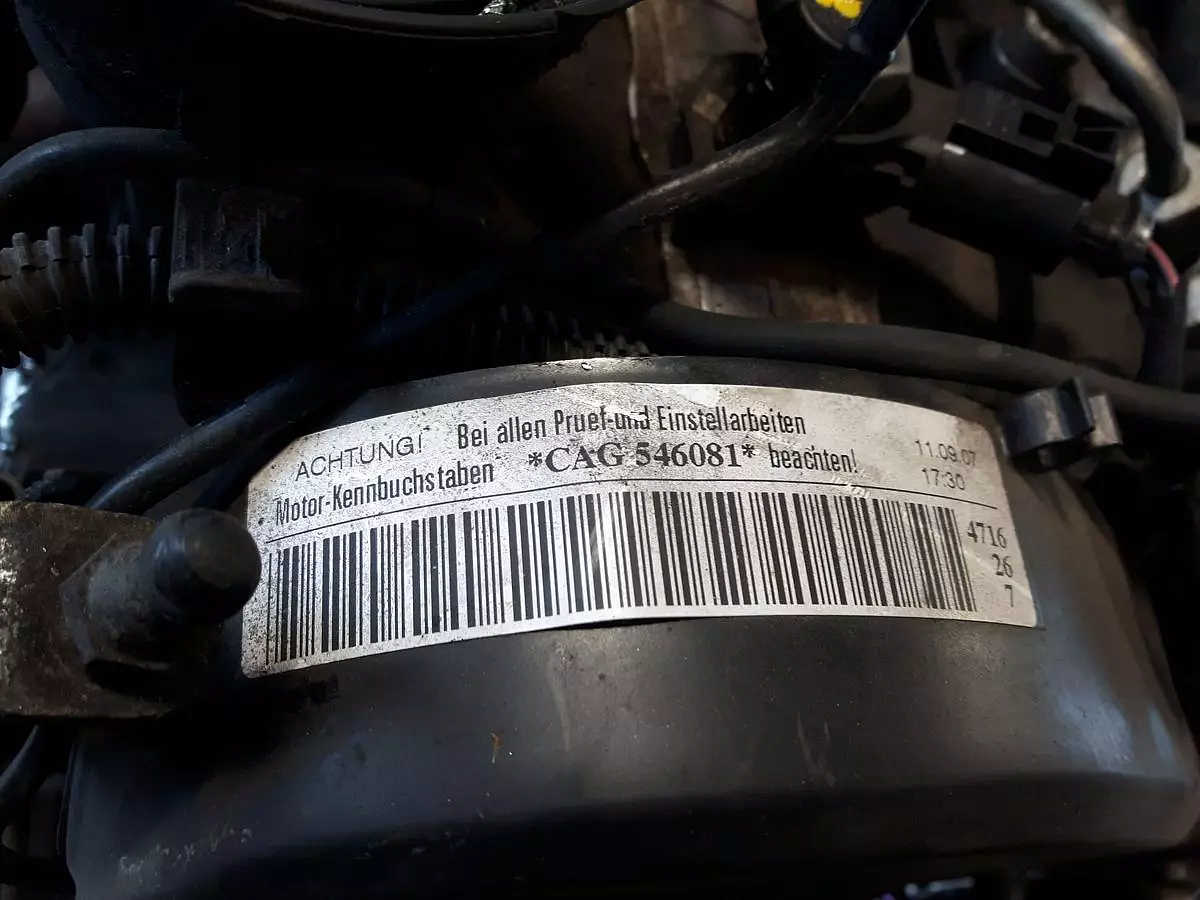 ACHTUNG! Bei allen Pruef-und Einstellarbeiten
Motor-Kennbuchstaben *CAG 546081* beachten!
11.09.07
17:30
4716
26
7